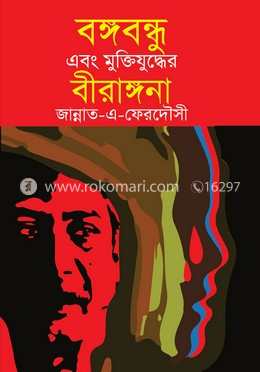 বঙ্গবন্ধু
এবং মুক্তিযুদ্ধের
বীরাঙ্গনা
জান্নাত-এ-ফেরদৌসী
www.rokomari.com 16297